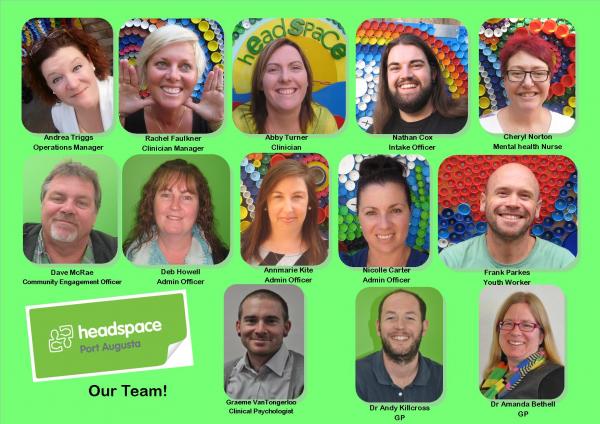 headspace
Andrea Triggs
Operations Manager
Rachel Faulkner
Clinician Manager
Abby Turner
Clinician
Nathan Cox
Intake Officer
Cheryl Norton
Mental health Nurse
Dave McRae
Community Engagement Officer
Deb Howell
Admin Officer
Annmarie Kite
Admin Officer
Nicolle Carter
Admin Officer
Frank Parkes
Youth Worker
headspace
Port Augusta
Our Team!
Graeme VanTongerloo
Clinical Psychologist
Dr Andy Killcross
GP
Dr Amanda Bethell
GP